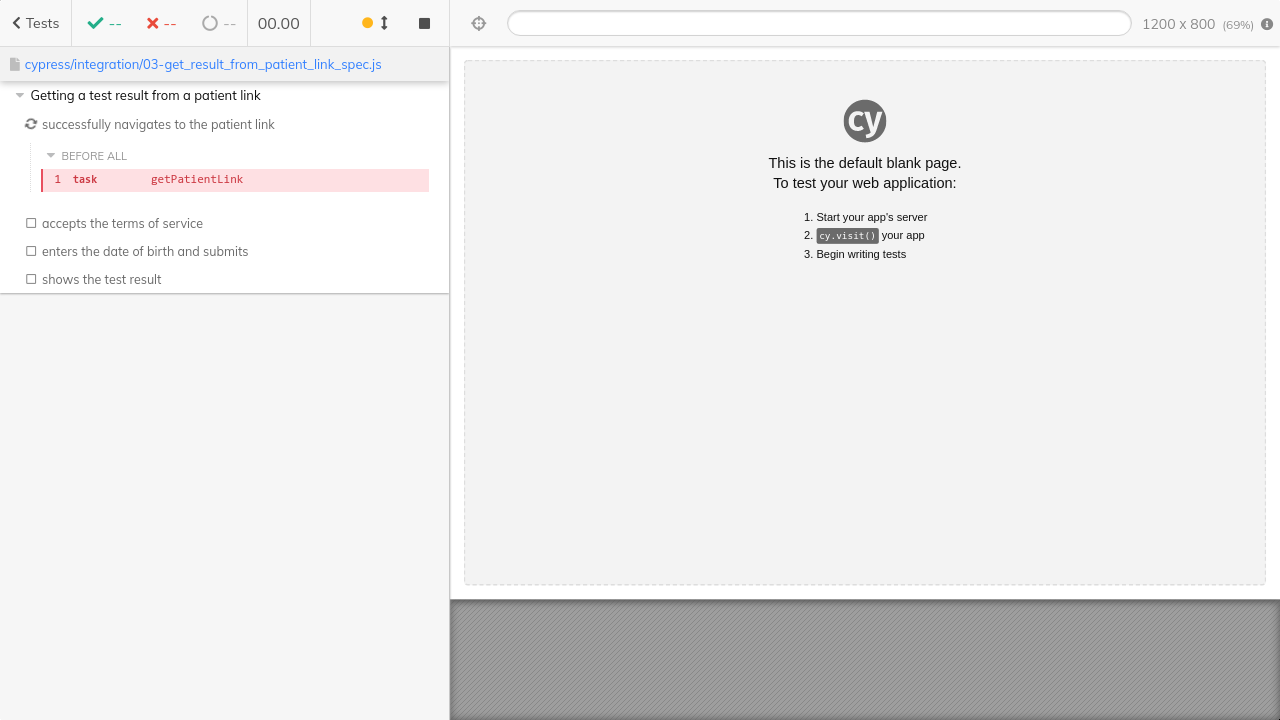 Tests -- -- -- 00.00
1200 x 800 (69%)
cypress/integration/03-get_result_from_patient_link_spec.js
Getting a test result from a patient link
successfully navigates to the patient link
BEFORE ALL
1 task getPatientLink
accepts the terms of service
enters the date of birth and submits
shows the test result
cy
This is the default blank page.
To test your web application:
1. Start your app's server
2. cy.visit() your app
3. Begin writing tests